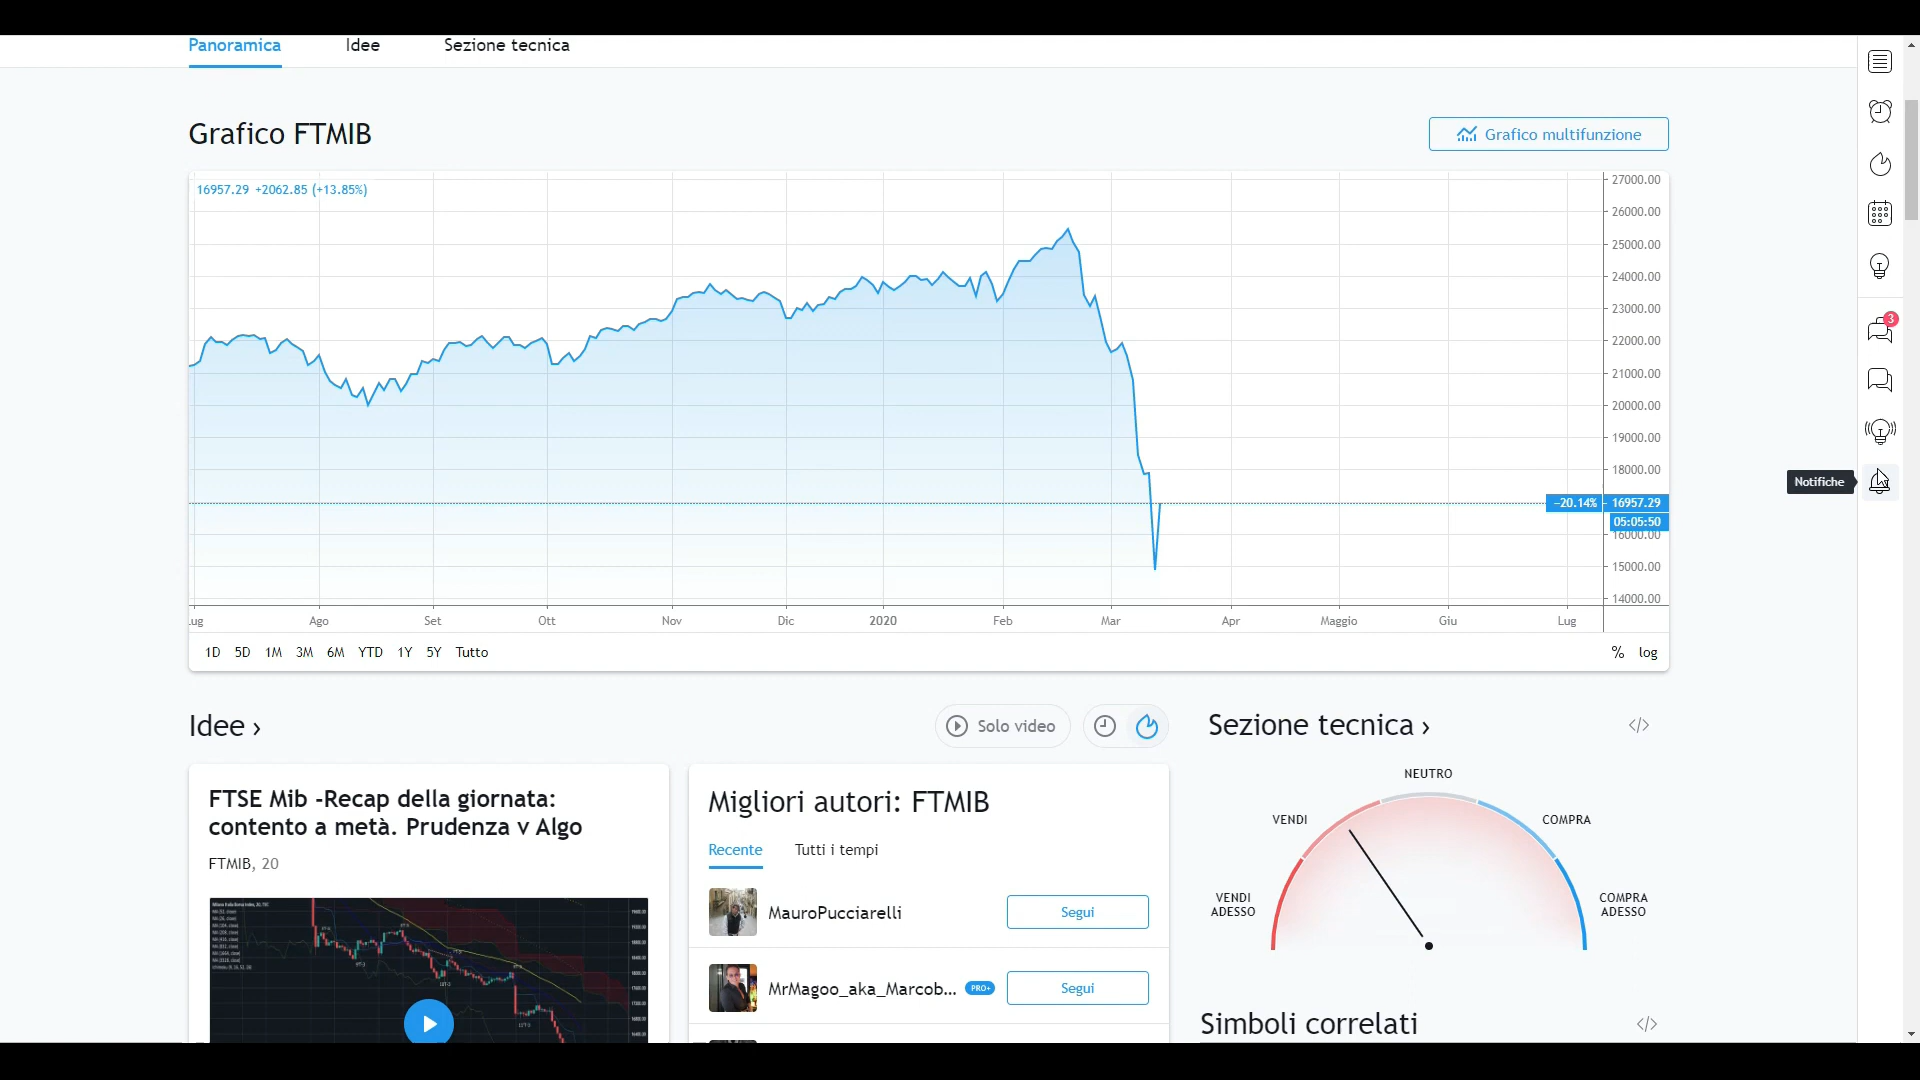 Panoramica Idee Sezione tecnica
Grafico FTMIB
Grafico multifunzione
16957.29 +2062.85 (+13.85%)
27000.00
26000.00
25000.00
24000.00
23000.00
22000.00
21000.00
20000.00
19000.00
18000.00
−20.14% 16957.29
05:05:50
16000.00
15000.00
14000.00
Ago Set Ott Nov Dic 2020 Feb Mar Apr Maggio Giu Lug
1D 5D 1M 3M 6M YTD 1Y 5Y Tutto
% log
3
Notifiche
Idee ›
Solo video
FTSE Mib -Recap della giornata:
contento a metà. Prudenza v Algo
FTMIB, 20
Migliori autori: FTMIB
Recente Tutti i tempi
MauroPucciarelli
Segui
MrMagoo_aka_Marcob... PRO+
Segui
Sezione tecnica ›
NEUTRO
VENDI
COMPRA
VENDI
ADESSO
COMPRA
ADESSO
Simboli correlati